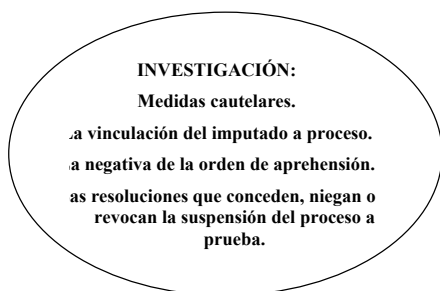 INVESTIGACIÓN:
Medidas cautelares.
a vinculación del imputado a proceso.
a negativa de la orden de aprehensión.
as resoluciones que conceden, niegan o
revocan la suspensión del proceso a
prueba.